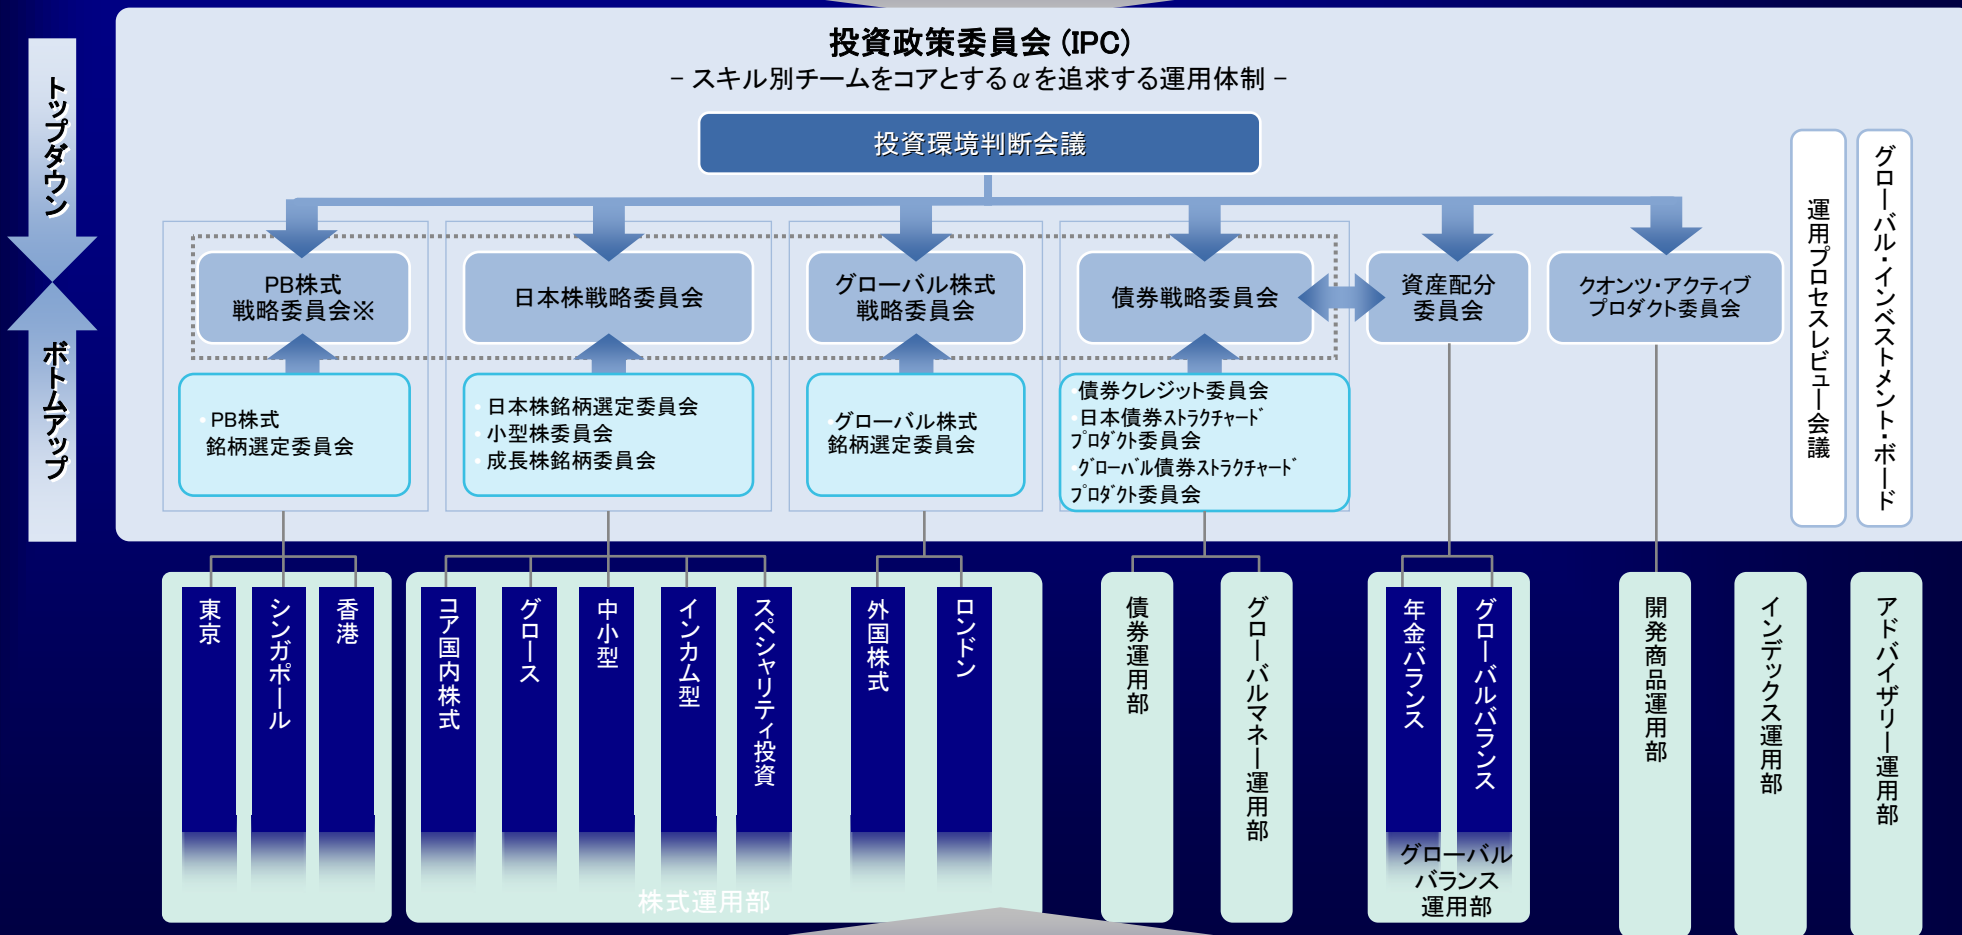 投資政策委員会 (IPC)
- スキル別チームをコアとするαを追求する運用体制 -
トップダウン
ボトムアップ
投資環境判断会議
PB株式
戦略委員会※
日本株戦略委員会
グローバル株式
戦略委員会
債券戦略委員会
資産配分
委員会
クオンツ・アクティブ
プロダクト委員会
・PB株式
銘柄選定委員会
・日本株銘柄選定委員会
・小型株委員会
・成長株銘柄委員会
・グローバル株式
銘柄選定委員会
・債券クレジット委員会
・日本債券ストラクチャード
プロダクト委員会
・グローバル債券ストラクチャード
プロダクト委員会
運用プロセスレビュー会議
グローバル・インベストメント・ボード
東京
シンガポール
香港
コア国内株式
グロース
中小型
インカム型
スペシャリティ投資
外国株式
ロンドン
株式運用部
債券運用部
グローバルマネー運用部
年金バランス
グローバルバランス
グローバル
バランス
運用部
開発商品運用部
インデックス運用部
アドバイザリー運用部